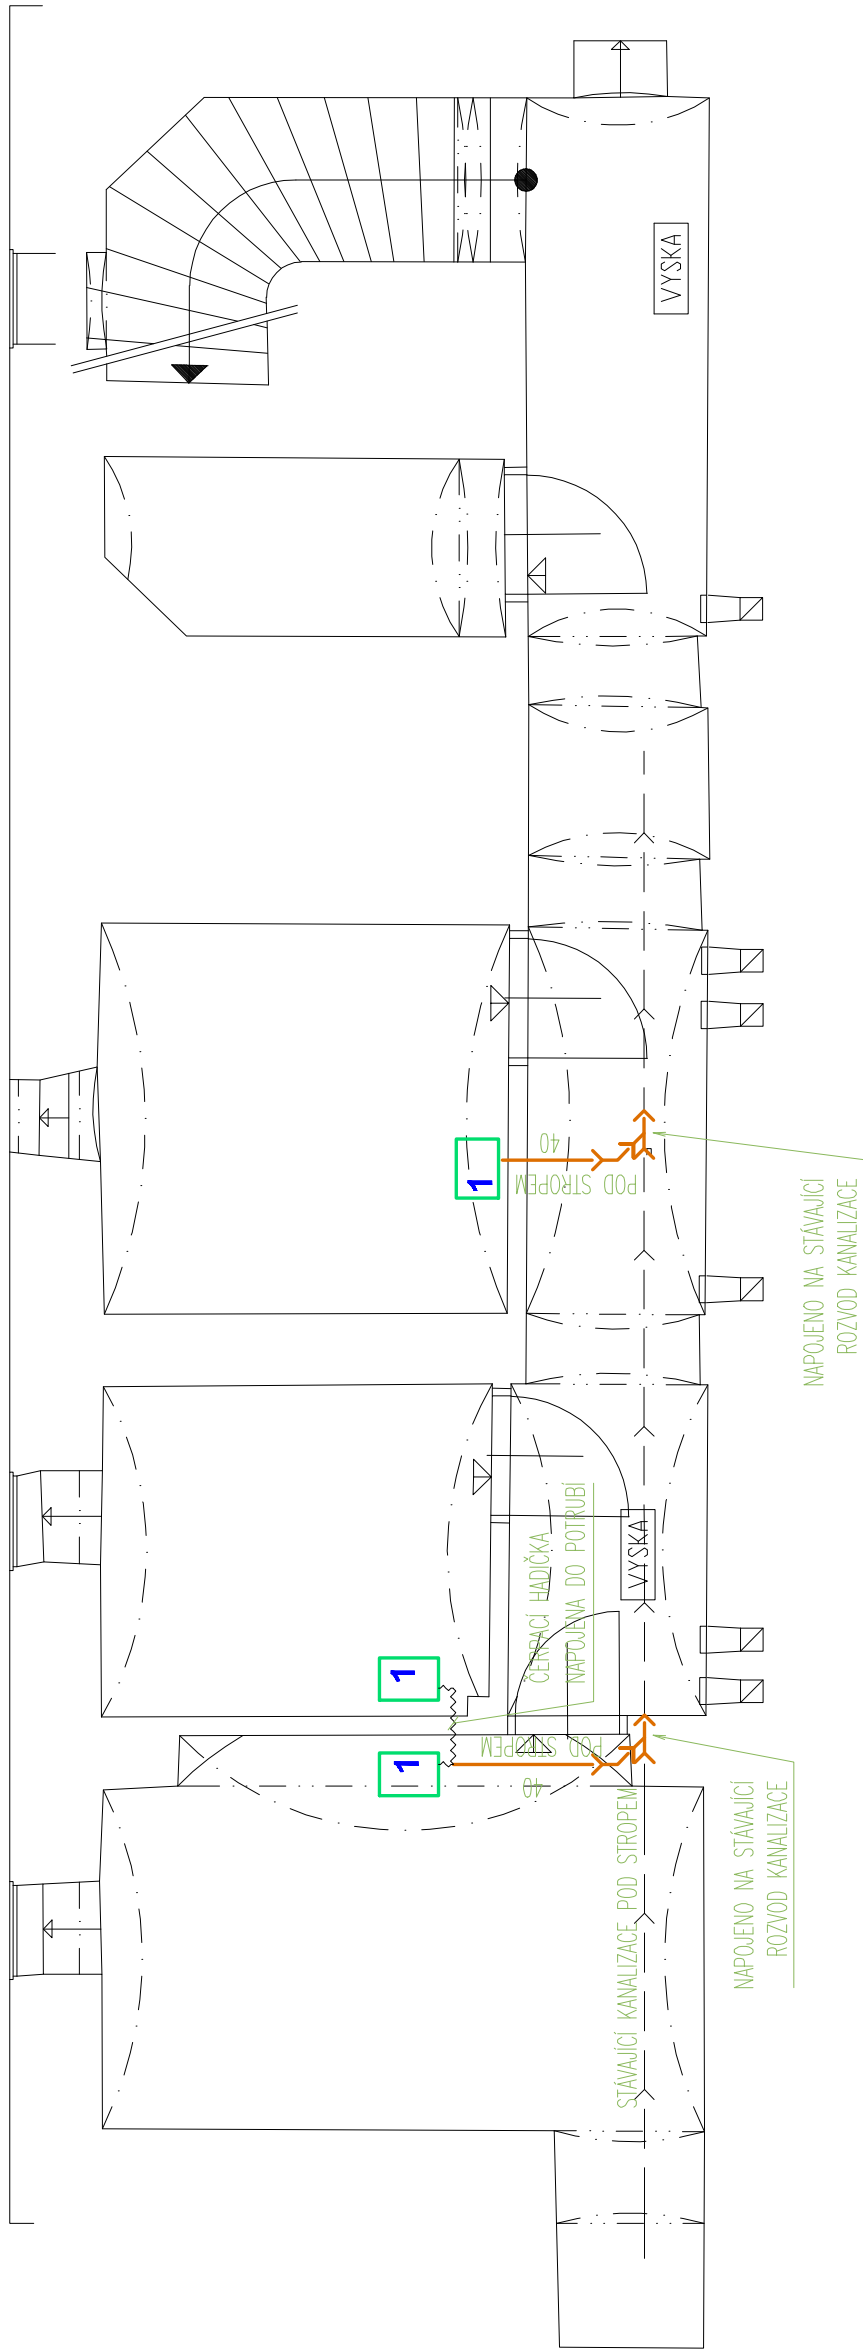 VYSKA
1
40
POD STROPEM
NAPOJENO NA STÁVAJÍCÍ
ROZVOD KANALIZACE
VYSKA
ČERPACÍ HADIČKA
NAPOJENA DO POTRUBÍ
1
1
POD STROPEM
40
STÁVAJÍCÍ KANALIZACE POD STROPEM
NAPOJENO NA STÁVAJÍCÍ
ROZVOD KANALIZACE